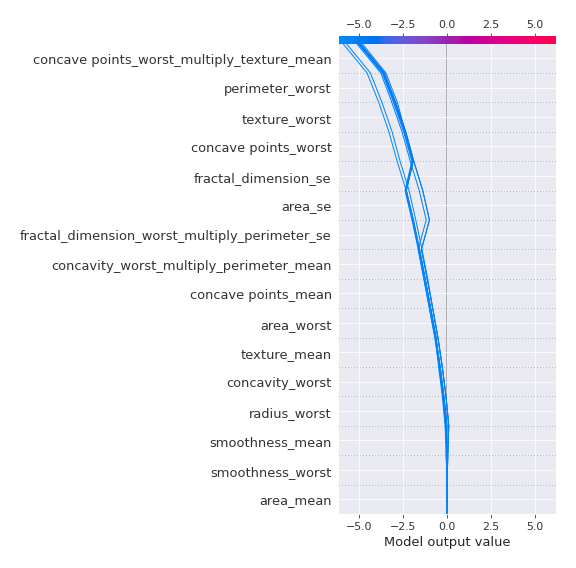 −5.0 −2.5 0.0 2.5 5.0
concave points_worst_multiply_texture_mean
perimeter_worst
texture_worst
concave points_worst
fractal_dimension_se
area_se
fractal_dimension_worst_multiply_perimeter_se
concavity_worst_multiply_perimeter_mean
concave points_mean
area_worst
texture_mean
concavity_worst
radius_worst
smoothness_mean
smoothness_worst
area_mean
−5.0 −2.5 0.0 2.5 5.0
Model output value